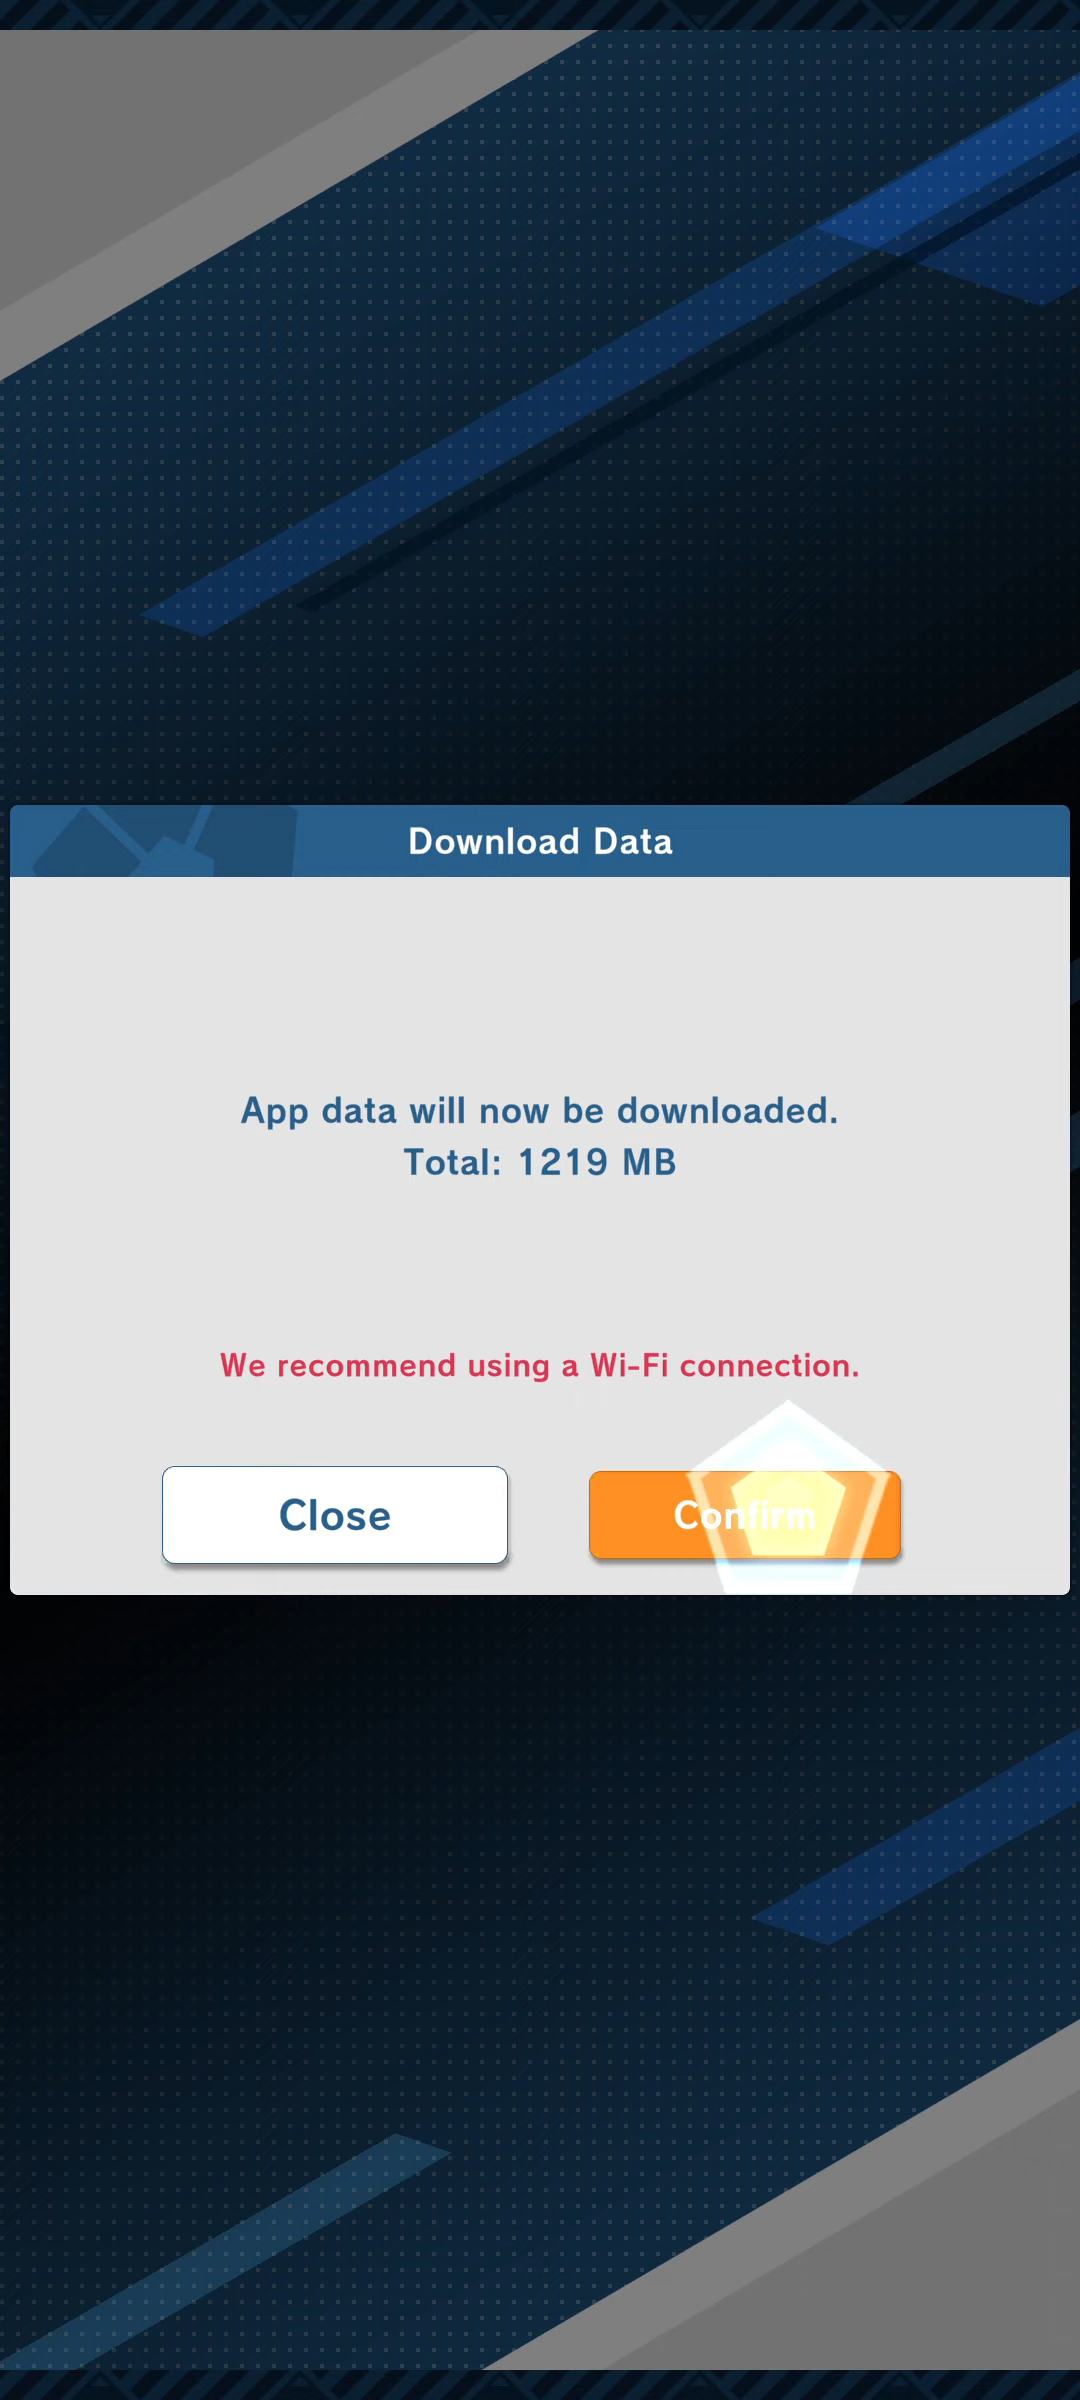 Download Data
App data will now be downloaded.
Total: 1219 MB
We recommend using a Wi-Fi connection.
Close
Confirm